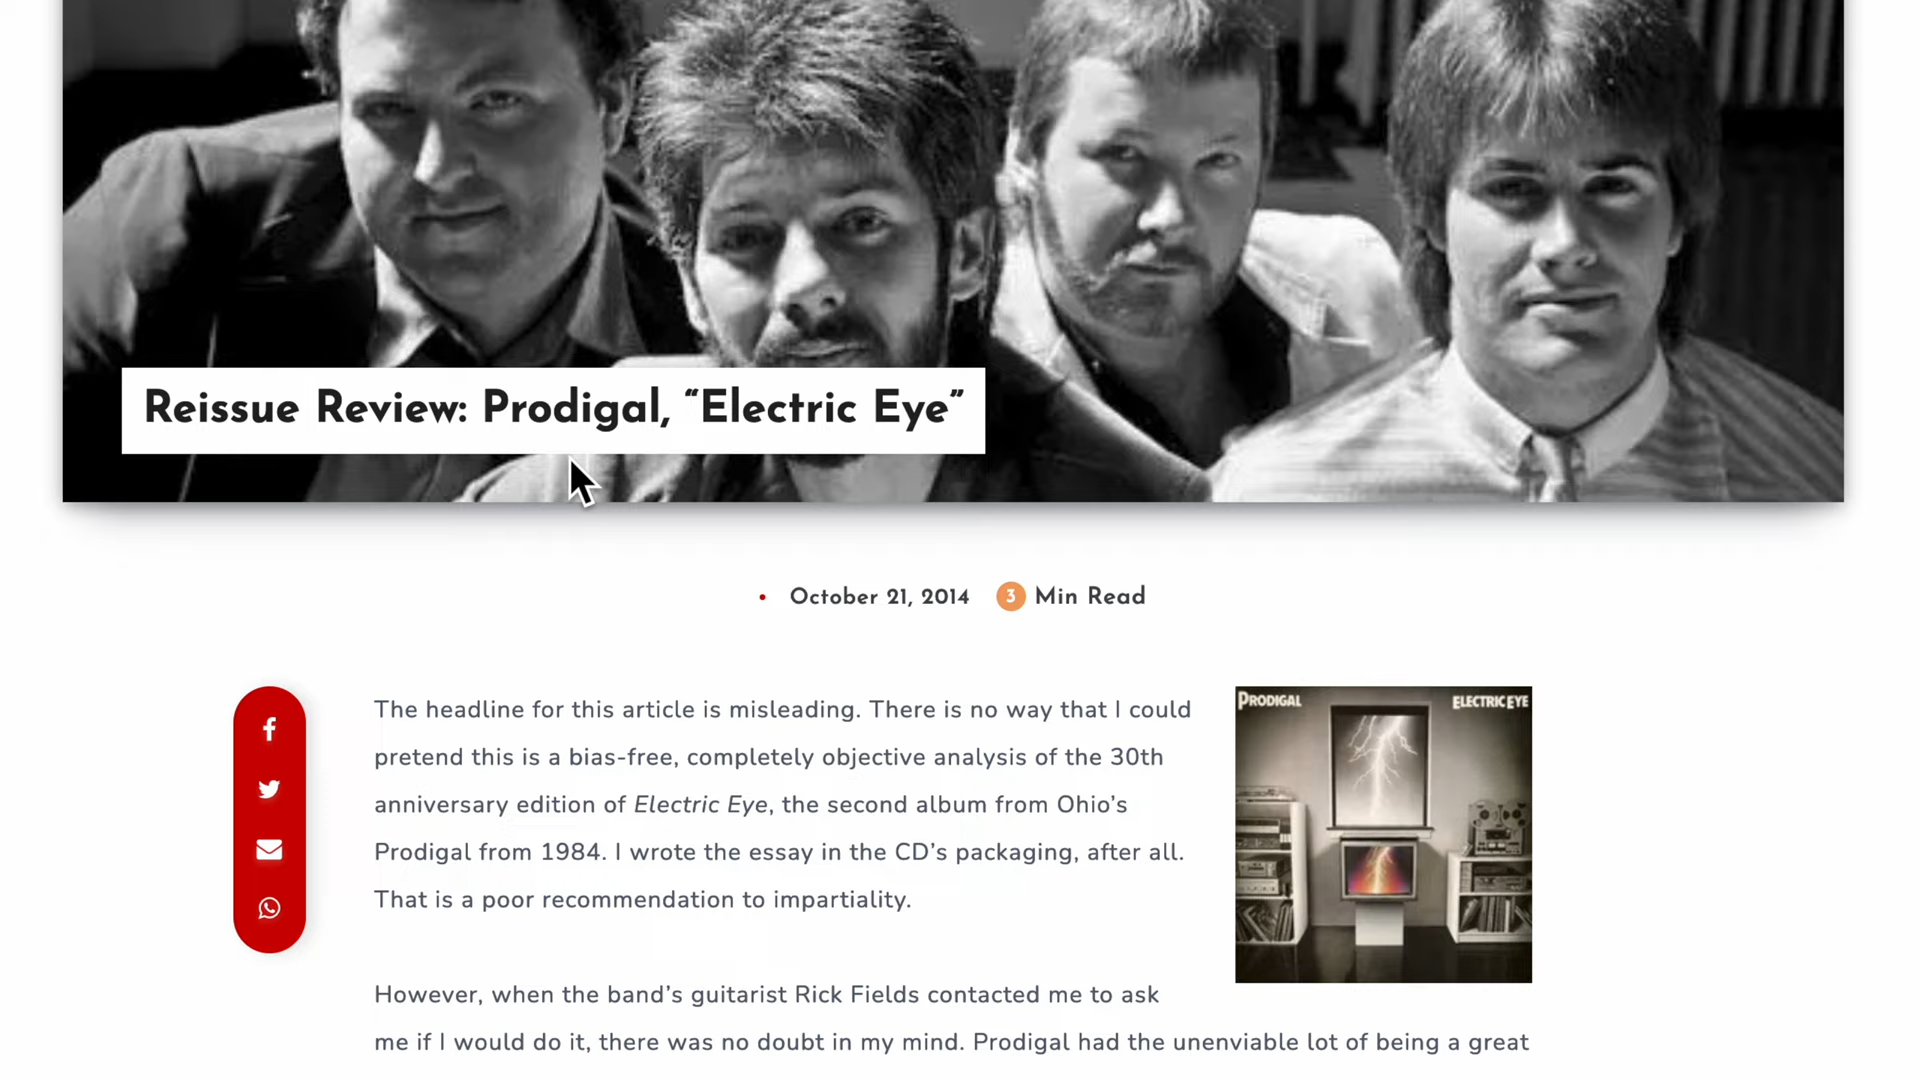 Reissue Review: Prodigal, “Electric Eye”
• October 21, 2014 3 Min Read
The headline for this article is misleading. There is no way that I could
pretend this is a bias-free, completely objective analysis of the 30th
anniversary edition of Electric Eye, the second album from Ohio’s
Prodigal from 1984. I wrote the essay in the CD’s packaging, after all.
That is a poor recommendation to impartiality.
PRODIGAL ELECTRIC EYE
However, when the band’s guitarist Rick Fields contacted me to ask
me if I would do it, there was no doubt in my mind. Prodigal had the unenviable lot of being a great